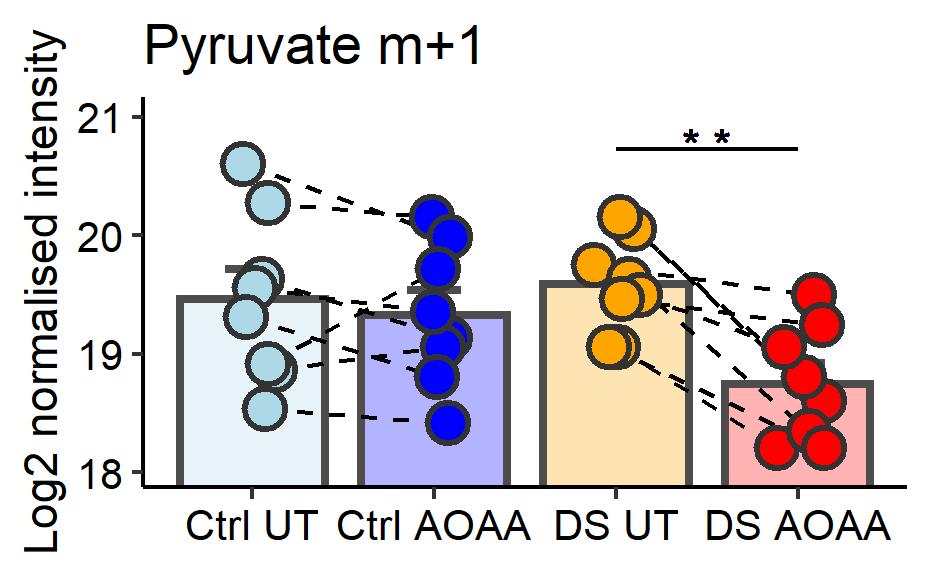 Pyruvate m+1
Log2 normalised intensity
21
20
19
18
* *
Ctrl UT
Ctrl AOAA
DS UT
DS AOAA